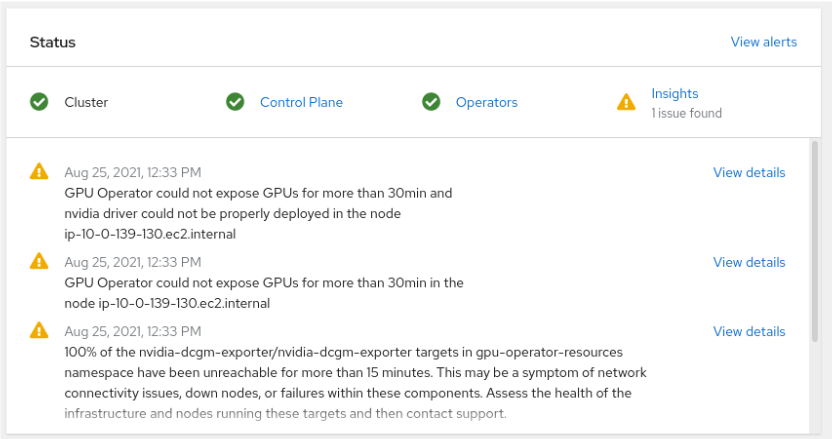 Status
View alerts
Cluster
Control Plane
Operators
Insights
1 issue found
Aug 25, 2021, 12:33 PM
View details
GPU Operator could not expose GPUs for more than 30min and
nvidia driver could not be properly deployed in the node
ip-10-0-139-130.ec2.internal
Aug 25, 2021, 12:33 PM
View details
GPU Operator could not expose GPUs for more than 30min in the
node ip-10-0-139-130.ec2.internal
Aug 25, 2021, 12:33 PM
View details
100% of the nvidia-dcgm-exporter/nvidia-dcgm-exporter targets in gpu-operator-resources
namespace have been unreachable for more than 15 minutes. This may be a symptom of network
connectivity issues, down nodes, or failures within these components. Assess the health of the
infrastructure and nodes running these targets and then contact support.